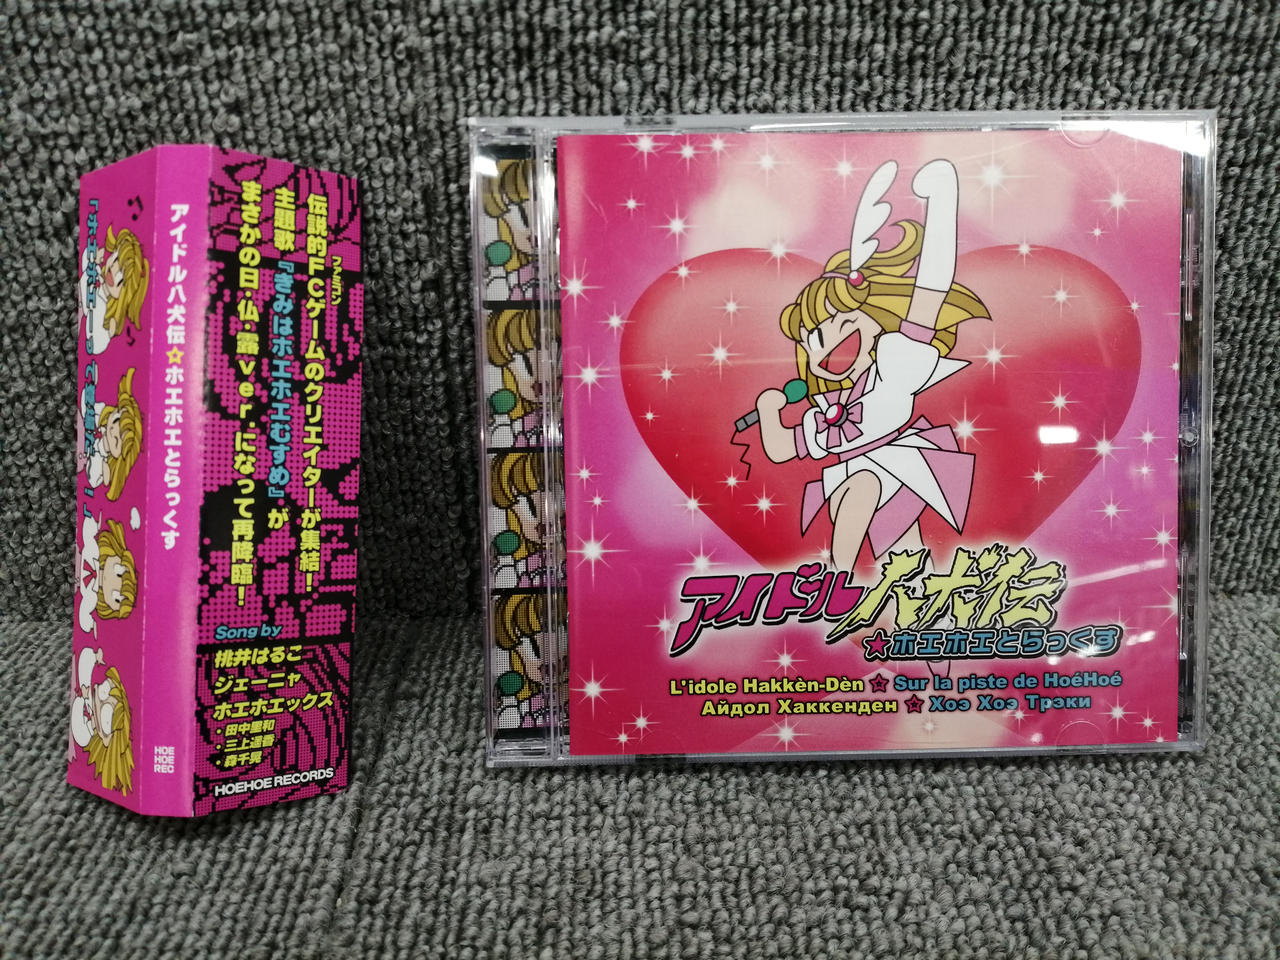 アイドル八犬伝☆ホエホエとらっくす
HOE
HOE
REC
伝説的FCゲームのクリエイターが集結!
ファミコン
主題歌『きみはホエホエむすめ』が
まさかの日・仏・露ver.になって再降臨!
Song by
桃井はるこ
ジェーニャ
ホエホエックス
・田中里和
・三上遥香
・森千晃
HOEHOE RECORDS
アイドル八犬伝
★ホエホエとらっくす
L'idole Hakkèn-Dèn ☆ Sur la piste de HoéHoé
Айдол Хаккенден ☆ Хоэ Хоэ Трэки